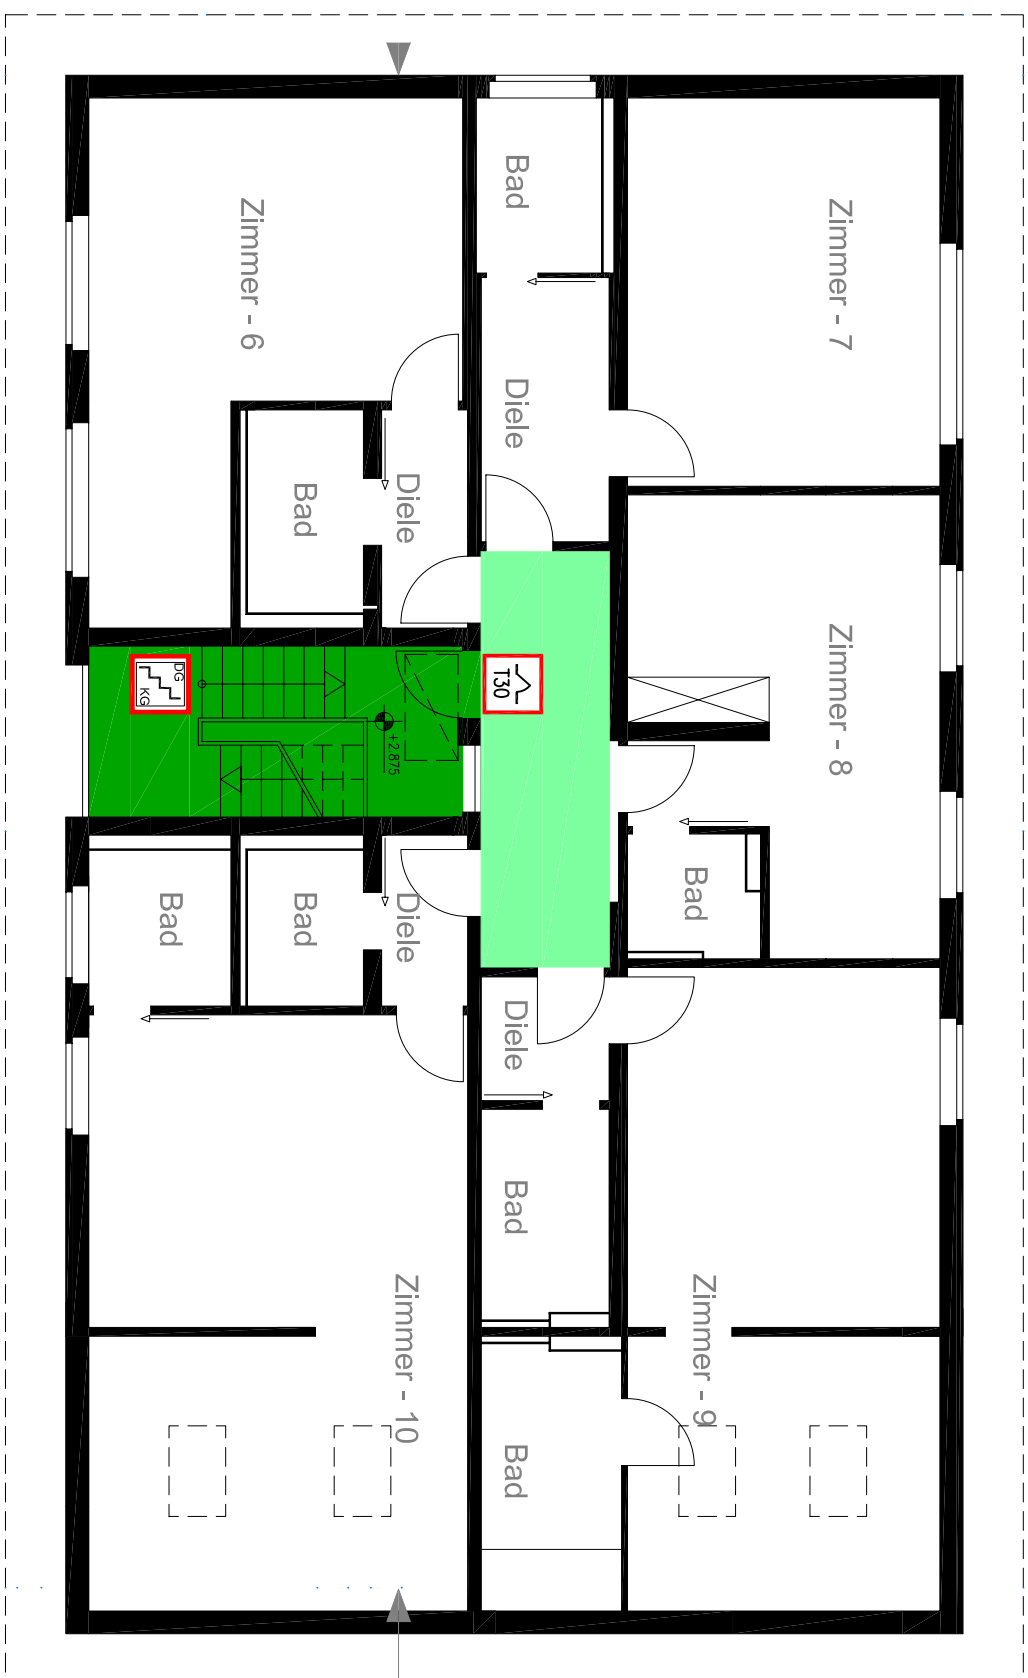 Zimmer - 6
Bad
Zimmer - 7
Diele
Bad
Diele
DG
KG
T30
+2.875
Zimmer - 8
Bad
Bad
Bad
Diele
Diele
Bad
Zimmer - 10
Zimmer - 9
Bad